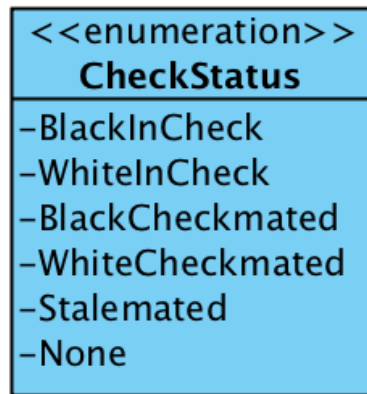 <<enumeration>>
CheckStatus
-BlackInCheck
-WhiteInCheck
-BlackCheckmated
-WhiteCheckmated
-Stalemated
-None